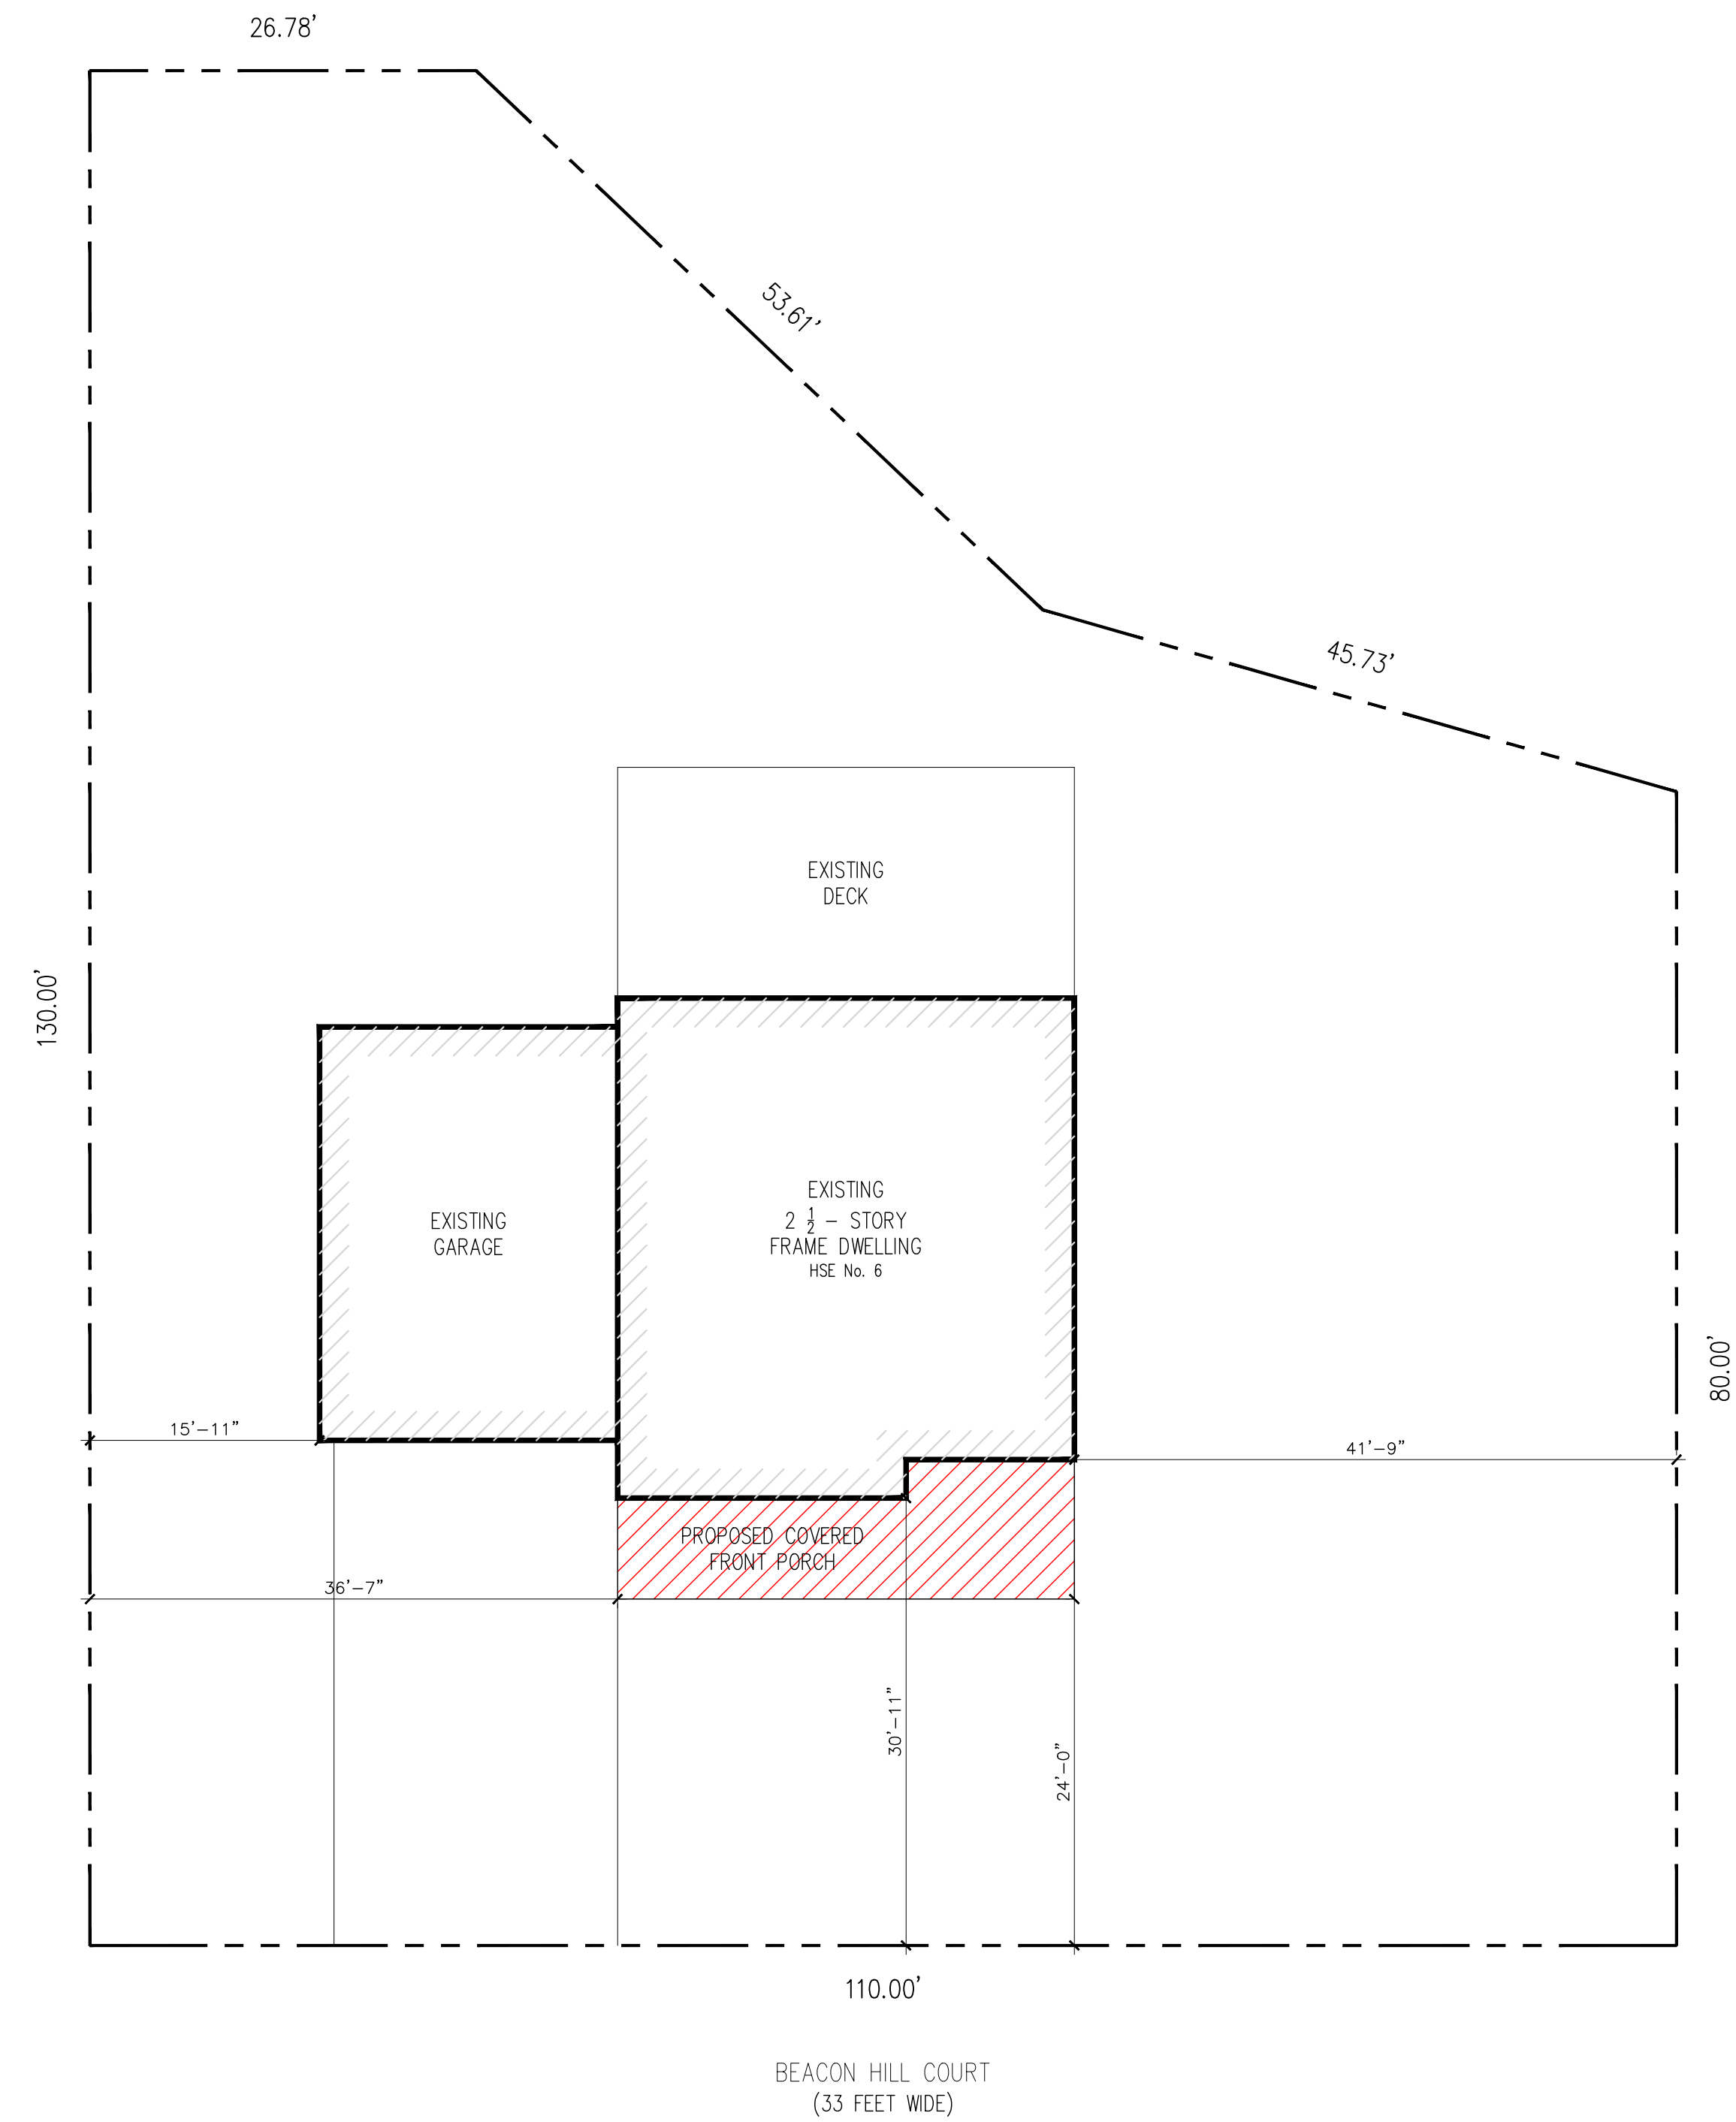 26.78'
53.61'
45.73'
EXISTING
DECK
130.00'
EXISTING
2 1/2 - STORY
FRAME DWELLING
HSE No. 6
EXISTING
GARAGE
80.00'
15'-11"
41'-9"
PROPOSED COVERED
FRONT PORCH
36'-7"
30'-11"
24'-0"
110.00'
BEACON HILL COURT
(33 FEET WIDE)